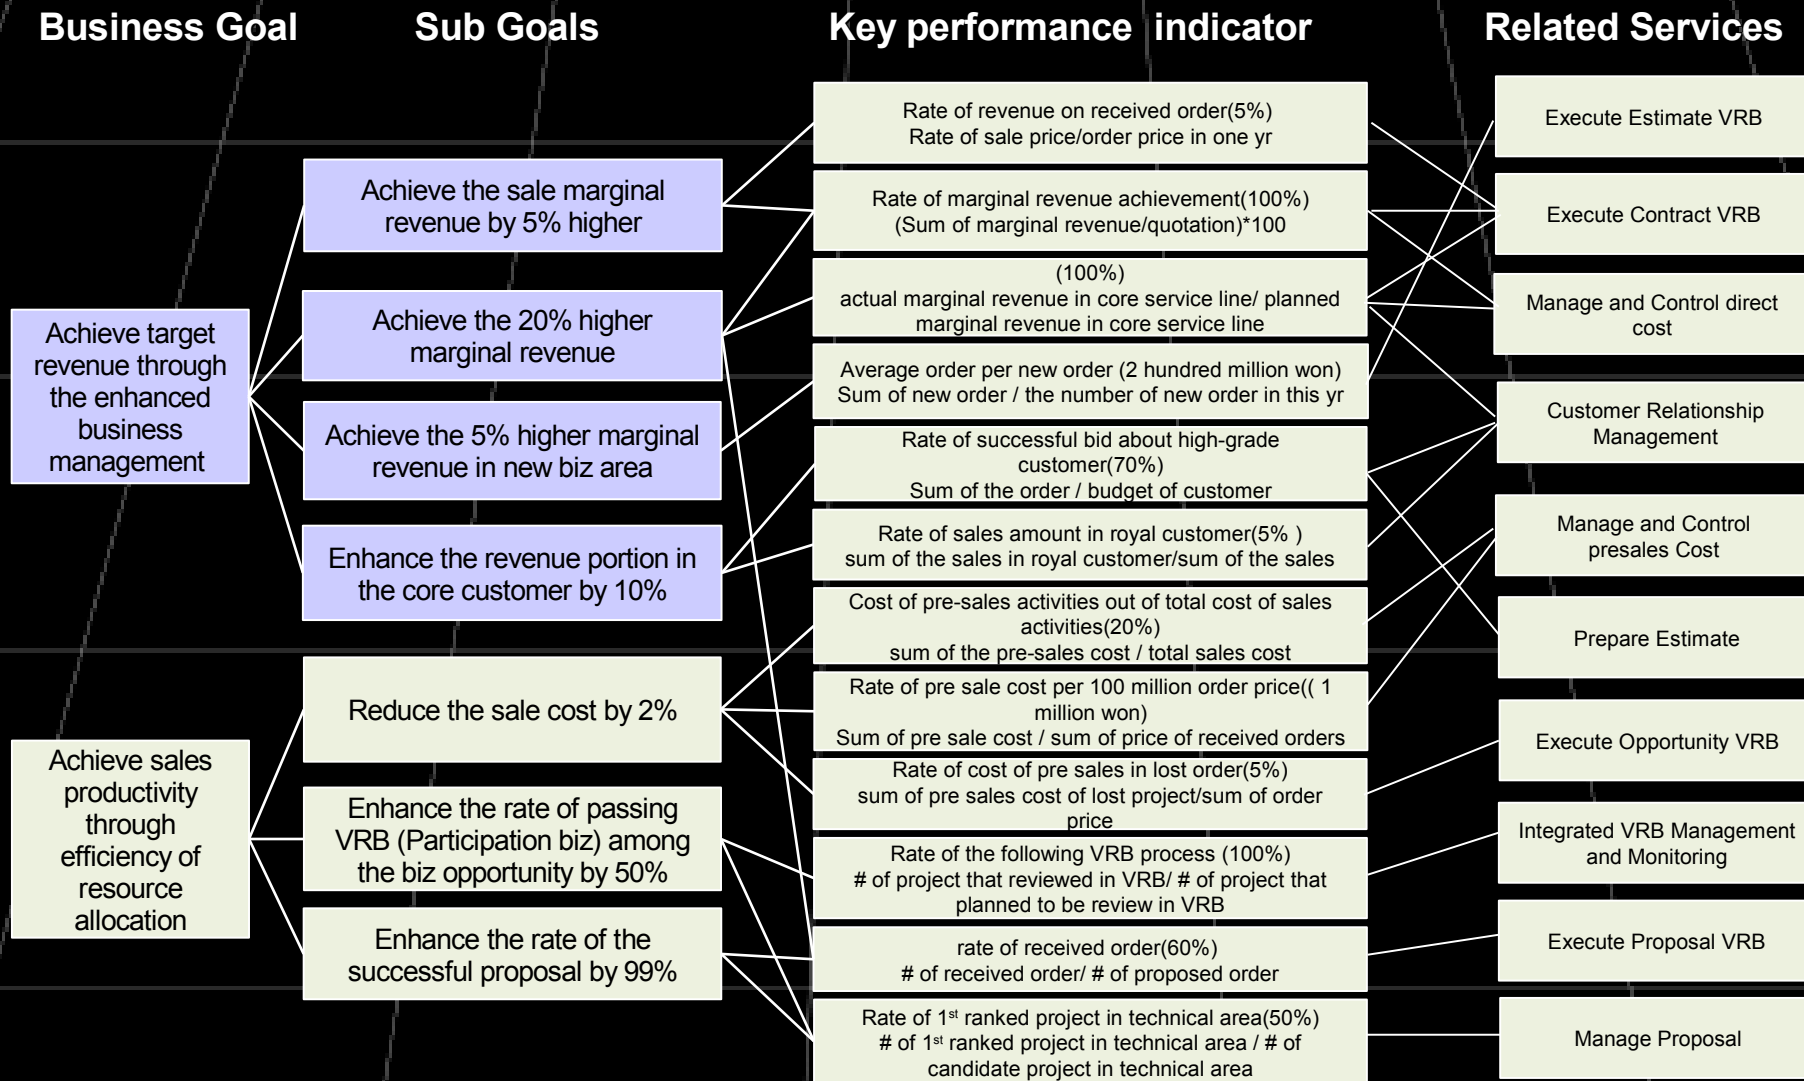 Business Goal
Sub Goals
Key performance indicator
Related Services
Achieve target
revenue through
the enhanced
business
management
Achieve sales
productivity
through
efficiency of
resource
allocation
Achieve the sale marginal
revenue by 5% higher
Achieve the 20% higher
marginal revenue
Achieve the 5% higher marginal
revenue in new biz area
Enhance the revenue portion in
the core customer by 10%
Reduce the sale cost by 2%
Enhance the rate of passing
VRB (Participation biz) among
the biz opportunity by 50%
Enhance the rate of the
successful proposal by 99%
Rate of revenue on received order(5%)
Rate of sale price/order price in one yr
Rate of marginal revenue achievement(100%)
(Sum of marginal revenue/quotation)*100
(100%)
actual marginal revenue in core service line/ planned
marginal revenue in core service line
Average order per new order (2 hundred million won)
Sum of new order / the number of new order in this yr
Rate of successful bid about high-grade
customer(70%)
Sum of the order / budget of customer
Rate of sales amount in royal customer(5% )
sum of the sales in royal customer/sum of the sales
Cost of pre-sales activities out of total cost of sales
activities(20%)
sum of the pre-sales cost / total sales cost
Rate of pre sale cost per 100 million order price(( 1
million won)
Sum of pre sale cost / sum of price of received orders
Rate of cost of pre sales in lost order(5%)
sum of pre sales cost of lost project/sum of order
price
Rate of the following VRB process (100%)
# of project that reviewed in VRB/ # of project that
planned to be review in VRB
rate of received order(60%)
# of received order/ # of proposed order
Rate of 1st ranked project in technical area(50%)
# of 1st ranked project in technical area / # of
candidate project in technical area
Execute Estimate VRB
Execute Contract VRB
Manage and Control direct
cost
Customer Relationship
Management
Manage and Control
presales Cost
Prepare Estimate
Execute Opportunity VRB
Integrated VRB Management
and Monitoring
Execute Proposal VRB
Manage Proposal